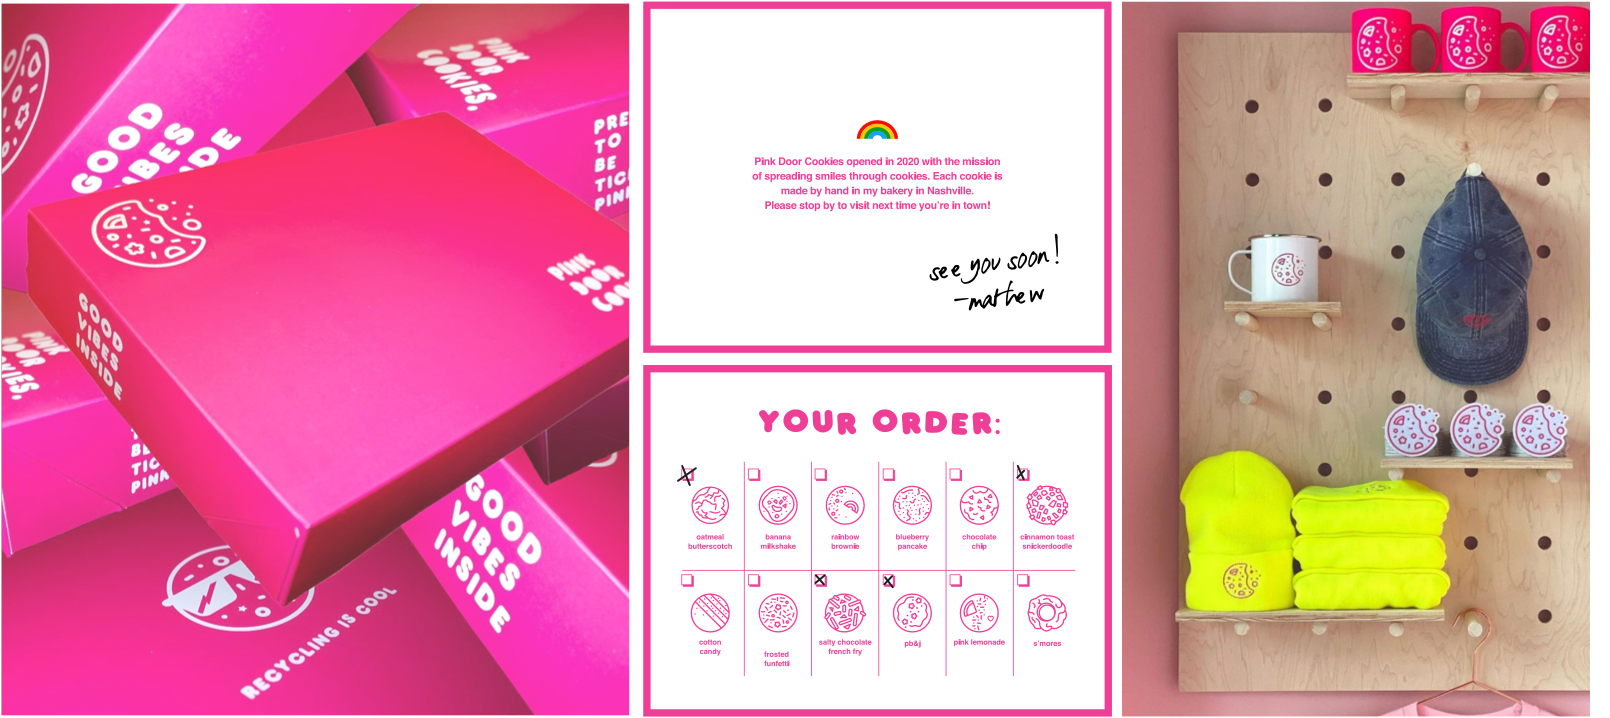 GOOD
VIBES
INSIDE
PINK
DOOR
COOKIES.
PRE
TO
BE
TIC
PINK
PINK
DOOR
COO
GOOD
VIBES
INSIDE
PINK
DOOR
COOKIES.
BE
TIC
PINK
GOOD
VIBES
INSIDE
RECYCLING IS COOL
Pink Door Cookies opened in 2020 with the mission
of spreading smiles through cookies. Each cookie is
made by hand in my bakery in Nashville.
Please stop by to visit next time you're in town!
see you soon!
-mathew
YOUR ORDER:
oatmeal
butterscotch
banana
milkshake
rainbow
brownie
blueberry
pancake
chocolate
chip
cinnamon toast
snickerdoodle
cotton
candy
frosted
funfetti
salty chocolate
french fry
pb&j
pink lemonade
s'mores